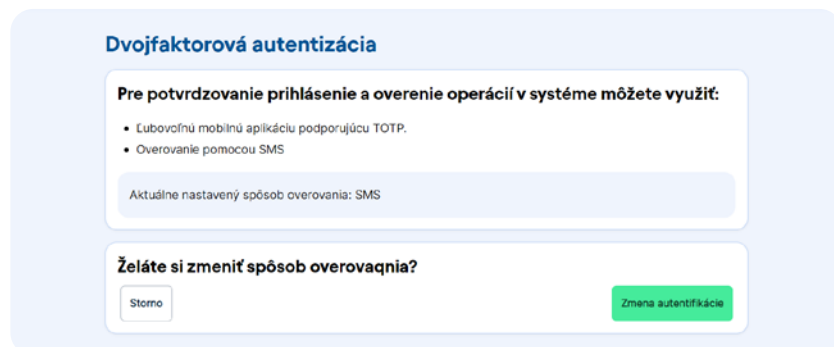 Dvojfaktorová autentizácia
Pre potvrdzovanie prihlásenie a overenie operácií v systéme môžete využiť:
• Ľubovoľnú mobilnú aplikáciu podporujúcu TOTP.
• Overovanie pomocou SMS
Aktuálne nastavený spôsob overovania: SMS
Želáte si zmeniť spôsob overovaqnia?
Storno
Zmena autentifikácie